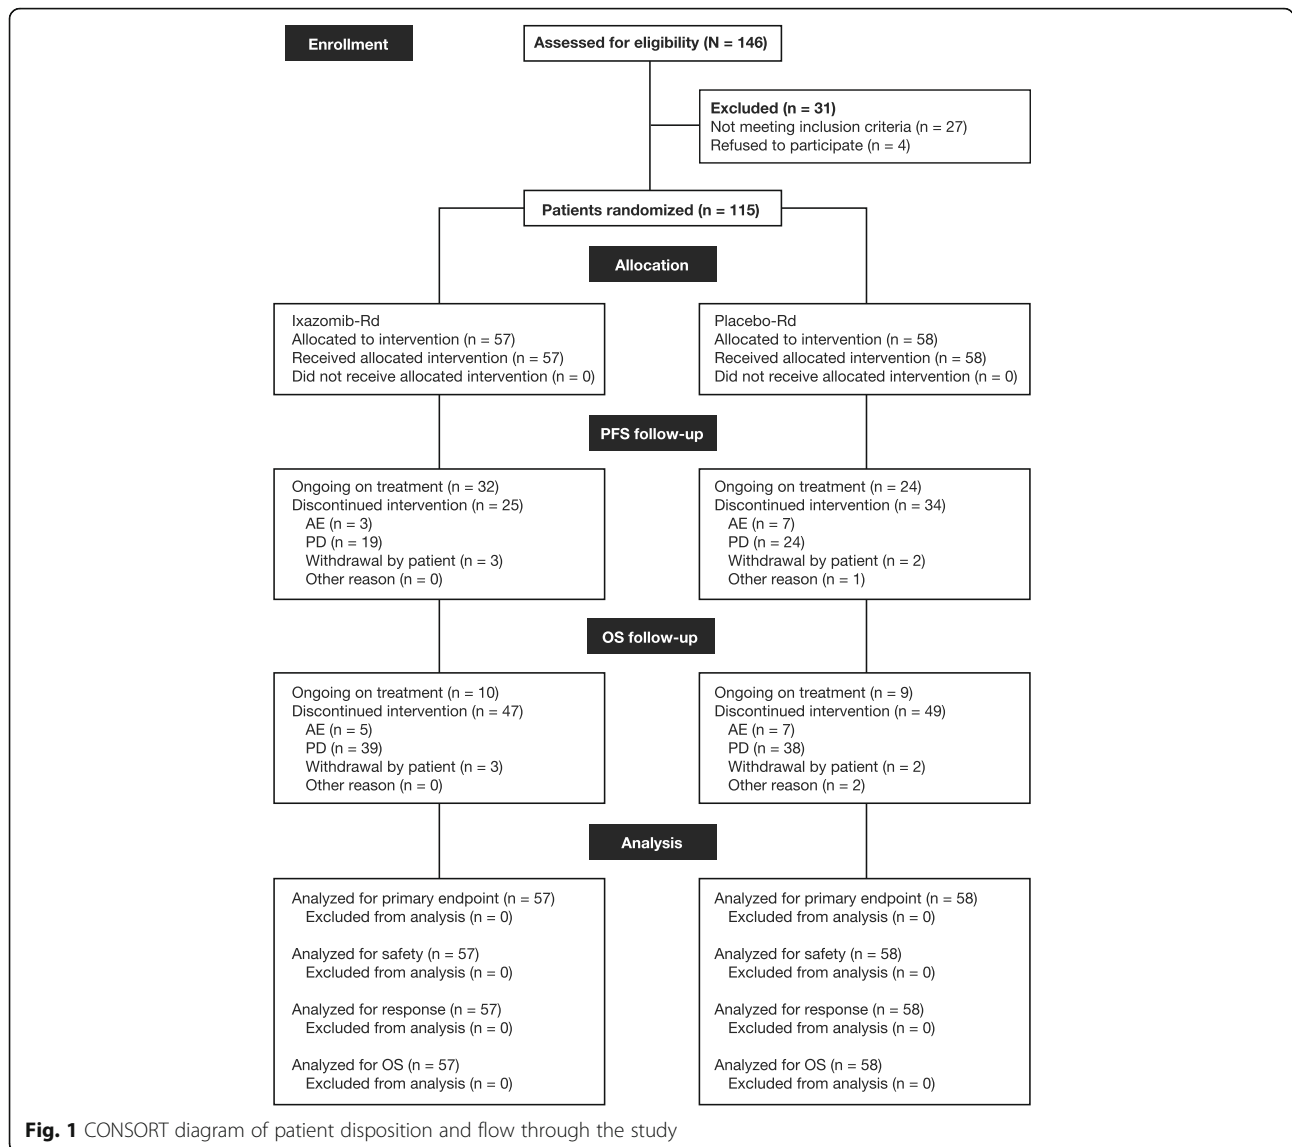 Enrollment
Assessed for eligibility (N = 146)
Excluded (n = 31)
Not meeting inclusion criteria (n = 27)
Refused to participate (n = 4)
Patients randomized (n = 115)
Allocation
Ixazomib-Rd
Allocated to intervention (n = 57)
Received allocated intervention (n = 57)
Did not receive allocated intervention (n = 0)
Placebo-Rd
Allocated to intervention (n = 58)
Received allocated intervention (n = 58)
Did not receive allocated intervention (n = 0)
PFS follow-up
Ongoing on treatment (n = 32)
Discontinued intervention (n = 25)
AE (n = 3)
PD (n = 19)
Withdrawal by patient (n = 3)
Other reason (n = 0)
Ongoing on treatment (n = 24)
Discontinued intervention (n = 34)
AE (n = 7)
PD (n = 24)
Withdrawal by patient (n = 2)
Other reason (n = 1)
OS follow-up
Ongoing on treatment (n = 10)
Discontinued intervention (n = 47)
AE (n = 5)
PD (n = 39)
Withdrawal by patient (n = 3)
Other reason (n = 0)
Ongoing on treatment (n = 9)
Discontinued intervention (n = 49)
AE (n = 7)
PD (n = 38)
Withdrawal by patient (n = 2)
Other reason (n = 2)
Analysis
Analyzed for primary endpoint (n = 57)
Excluded from analysis (n = 0)
Analyzed for safety (n = 57)
Excluded from analysis (n = 0)
Analyzed for response (n = 57)
Excluded from analysis (n = 0)
Analyzed for OS (n = 57)
Excluded from analysis (n = 0)
Analyzed for primary endpoint (n = 58)
Excluded from analysis (n = 0)
Analyzed for safety (n = 58)
Excluded from analysis (n = 0)
Analyzed for response (n = 58)
Excluded from analysis (n = 0)
Analyzed for OS (n = 58)
Excluded from analysis (n = 0)
Fig. 1 CONSORT diagram of patient disposition and flow through the study